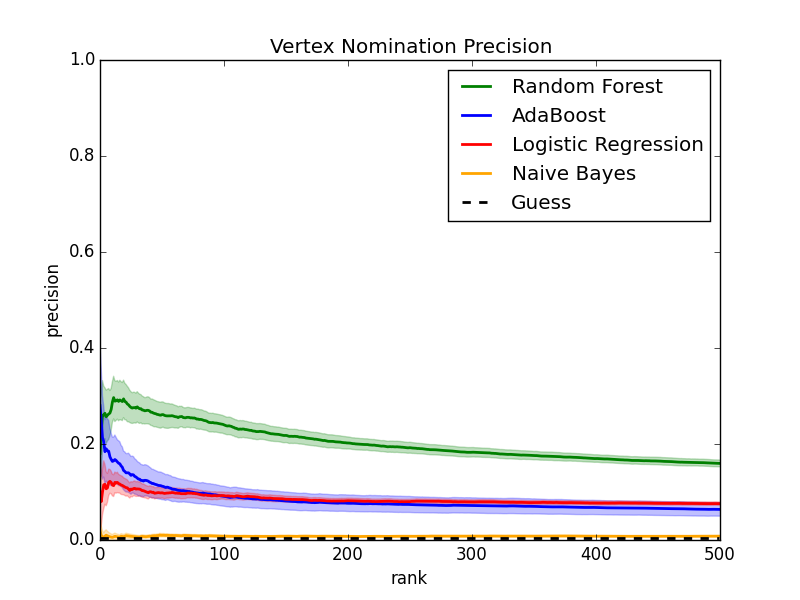 Vertex Nomination Precision
1.0
0.8
0.6
0.4
0.2
0.0
precision
Random Forest
AdaBoost
Logistic Regression
Naive Bayes
Guess
0 100 200 300 400 500
rank